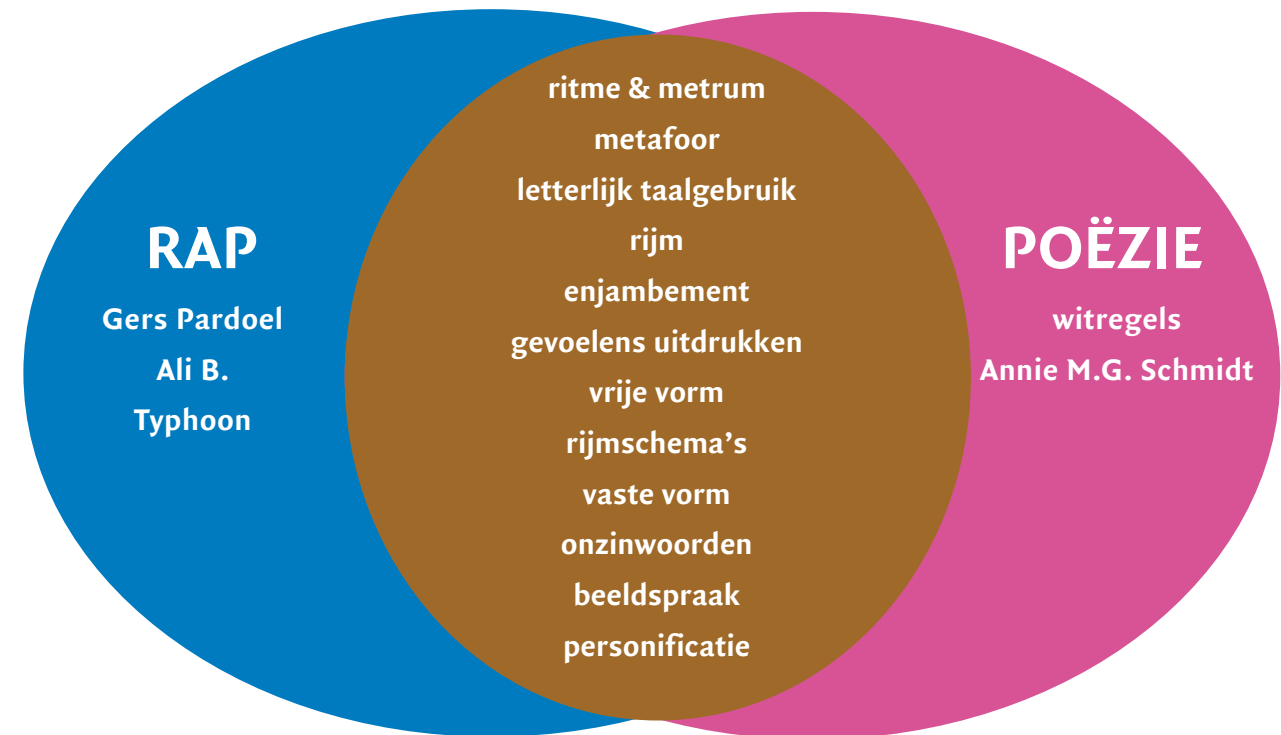 RAP
Gers Pardoel
Ali B.
Typhoon
ritme & metrum
metafoor
letterlijk taalgebruik
rijm
enjambement
gevoelens uitdrukken
vrije vorm
rijmschema’s
vaste vorm
onzinwoorden
beeldspraak
personificatie
POËZIE
witregels
Annie M.G. Schmidt